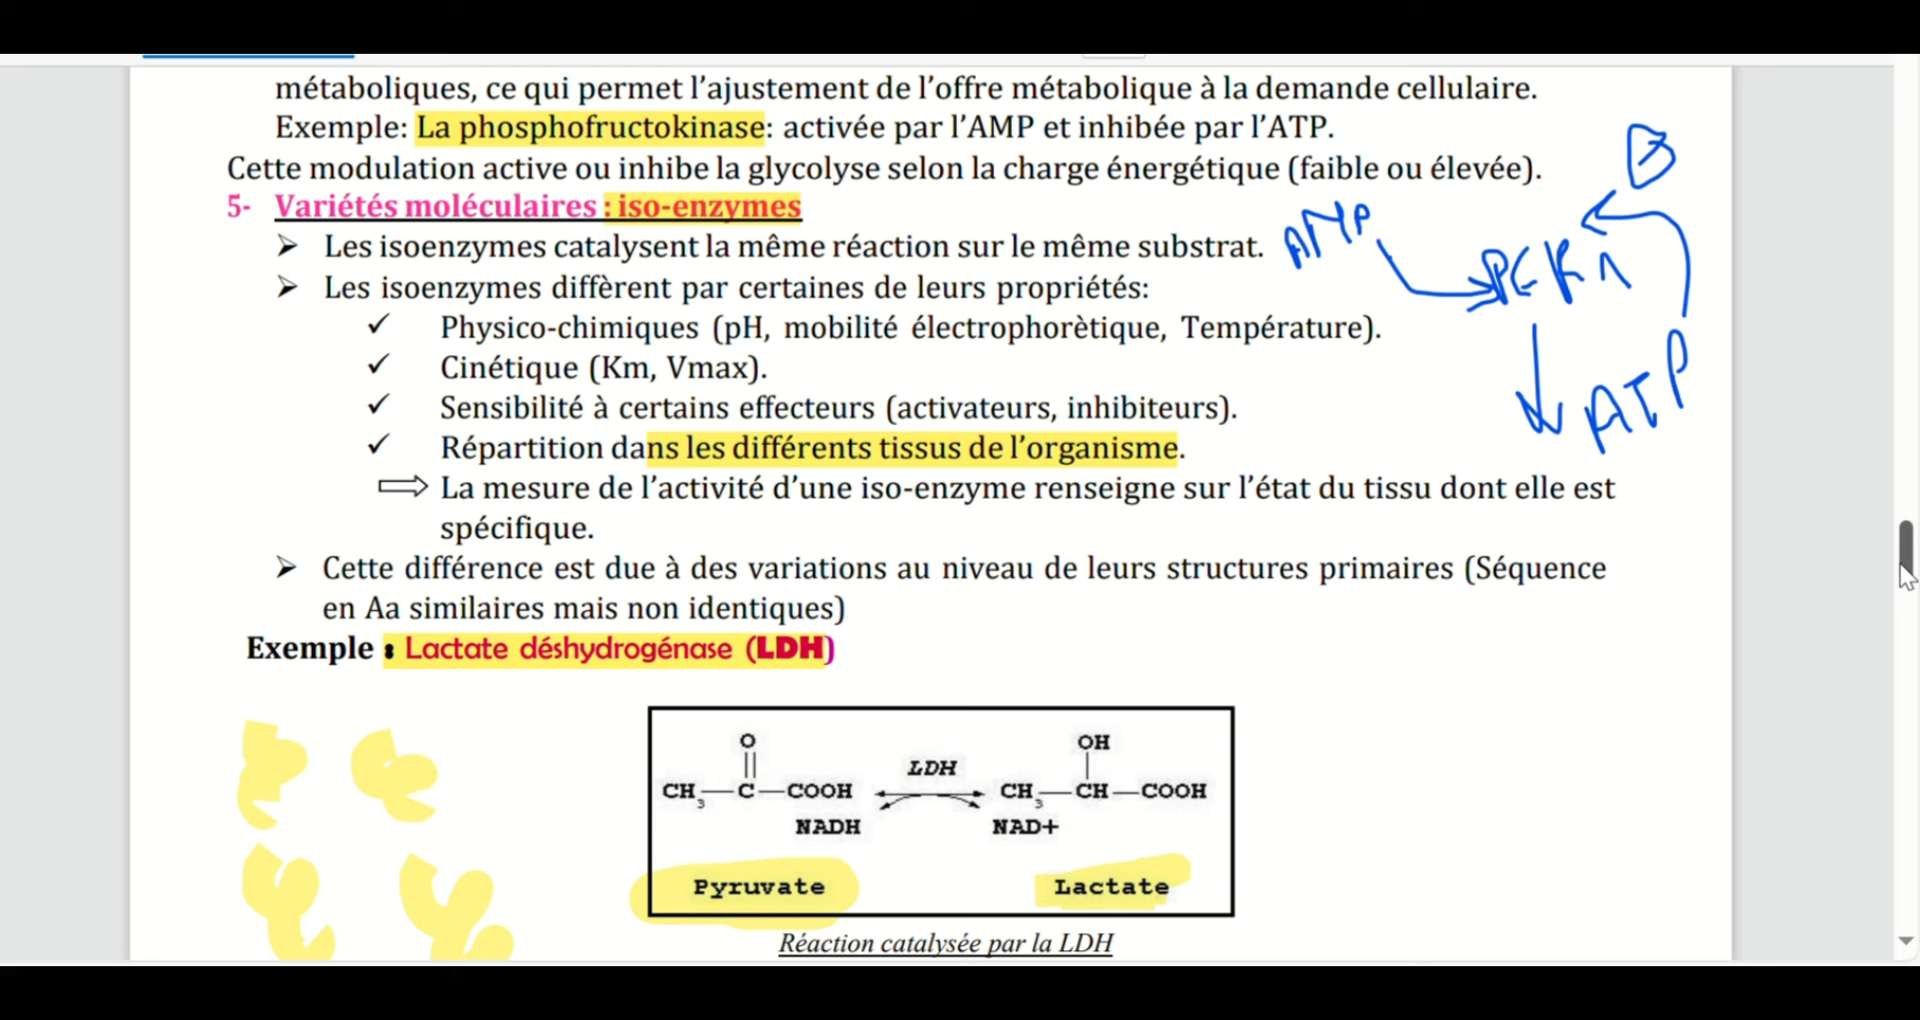 métaboliques, ce qui permet l’ajustement de l’offre métabolique à la demande cellulaire.
Exemple: La phosphofructokinase: activée par l’AMP et inhibée par l’ATP.
Cette modulation active ou inhibe la glycolyse selon la charge énergétique (faible ou élevée).
5- Variétés moléculaires : iso-enzymes
➢ Les isoenzymes catalysent la même réaction sur le même substrat.
AMP
➢ Les isoenzymes diffèrent par certaines de leurs propriétés:
✓ Physico-chimiques (pH, mobilité électrophorètique, Température).
✓ Cinétique (Km, Vmax).
ATP
✓ Sensibilité à certains effecteurs (activateurs, inhibiteurs).
✓ Répartition dans les différents tissus de l’organisme.
⇒ La mesure de l’activité d’une iso-enzyme renseigne sur l’état du tissu dont elle est
spécifique.
➢ Cette différence est due à des variations au niveau de leurs structures primaires (Séquence
en Aa similaires mais non identiques)
Exemple : Lactate déshydrogénase (LDH)
O OH
LDH
CH3—C—COOH CH3—CH—COOH
NADH NAD+
Pyruvate Lactate
Réaction catalysée par la LDH